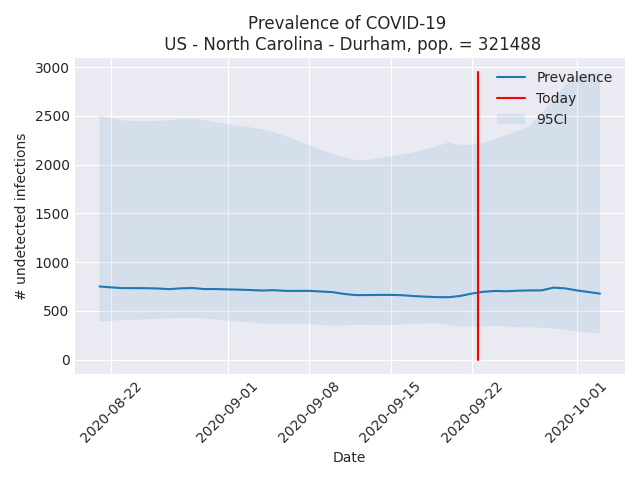 Prevalence of COVID-19
US - North Carolina - Durham, pop. = 321488
3000
2500
2000
1500
1000
500
0
# undetected infections
Prevalence
Today
95CI
2020-08-22
2020-09-01
2020-09-08
2020-09-15
2020-09-22
2020-10-01
Date